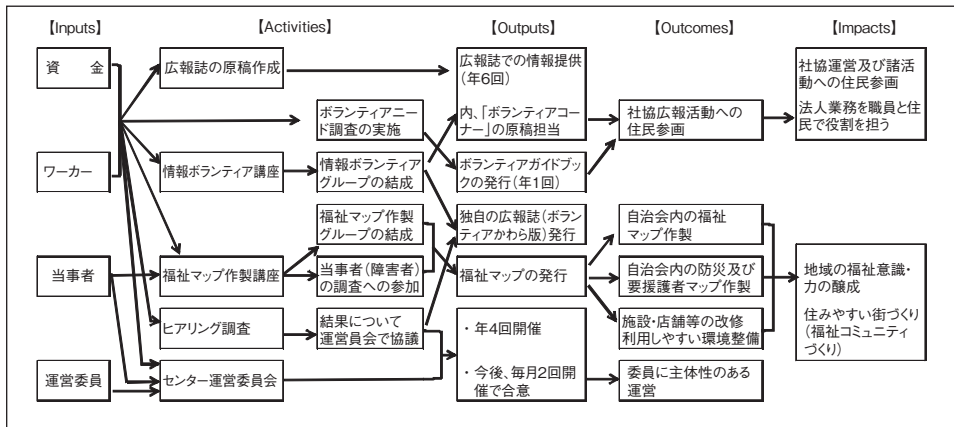 【Inputs】
【Activities】
【Outputs】
【Outcomes】
【Impacts】
資　金
ワーカー
当事者
運営委員
広報誌の原稿作成
情報ボランティア講座
福祉マップ作製講座
ヒアリング調査
センター運営委員会
ボランティアニー
ド調査の実施
情報ボランティア
グループの結成
福祉マップ作製
グループの結成
当事者(障害者)
の調査への参加
結果について
運営員会で協議
広報誌での情報提供
(年6回)
内、「ボランティアコー
ナー」の原稿担当
ボランティアガイドブッ
クの発行(年1回)
独自の広報誌(ボラン
ティアかわら版)発行
福祉マップの発行
・年4回開催
・今後、毎月2回開
催で合意
社協広報活動への
住民参画
自治会内の福祉
マップ作製
自治会内の防災及び
要援護者マップ作製
施設・店舗等の改修
利用しやすい環境整備
委員に主体性のある
運営
社協運営及び諸活
動への住民参画
法人業務を職員と住
民で役割を担う
地域の福祉意識・
力の醸成
住みやすい街づくり
(福祉コミュニティ
づくり)